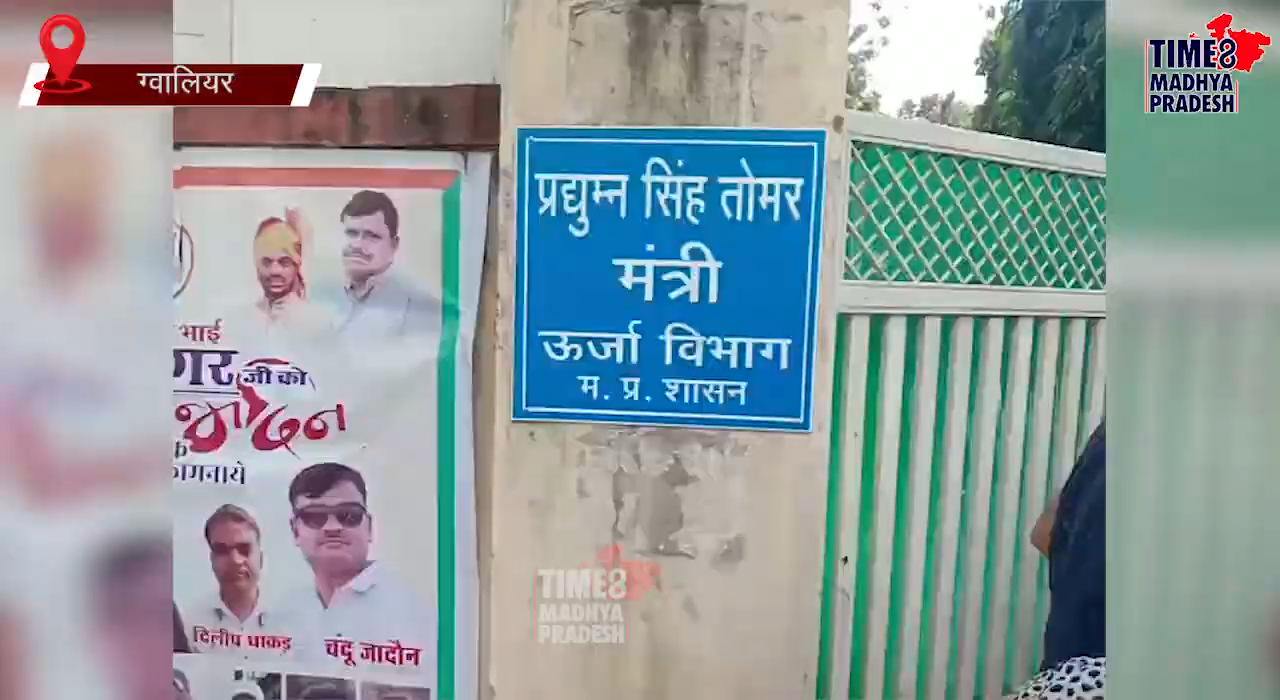 ग्वालियर
TIME8
MADHYA
PRADESH
प्रद्युम्न सिंह तोमर
मंत्री
ऊर्जा विभाग
म. प्र. शासन
भाई
जी को
दिलीप धाकड़
चंदू जादौन
TIME8
MADHYA
PRADESH